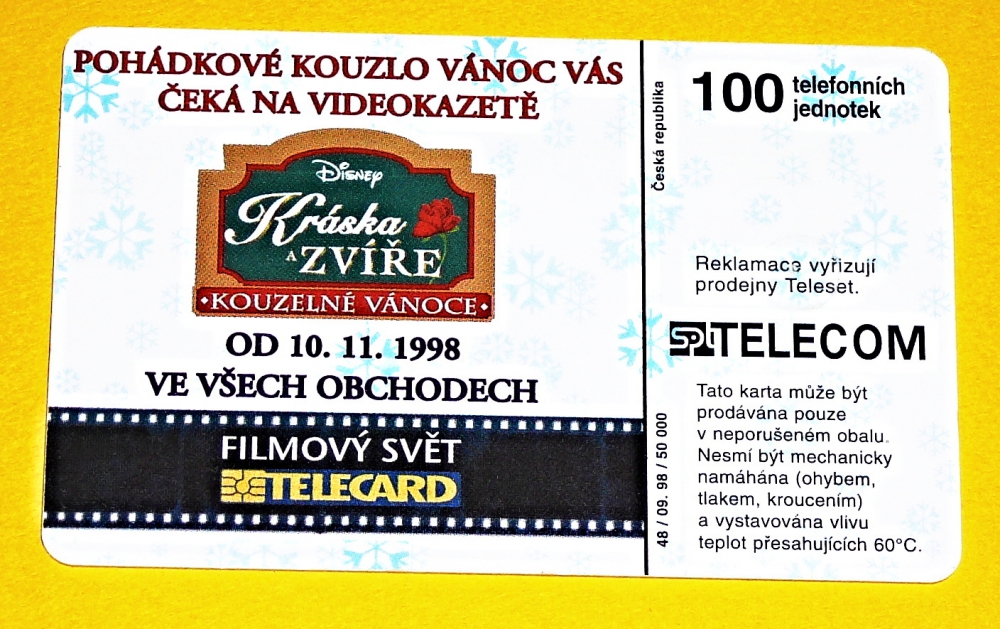 POHÁDKOVÉ KOUZLO VÁNOC VÁS
ČEKÁ NA VIDEOKAZETĚ
DISNEY
Kráska
A ZVÍŘE
•KOUZELNÉ VÁNOCE•
OD 10. 11. 1998
VE VŠECH OBCHODECH
FILMOVÝ SVĚT
TELECARD
Česká republika
48 / 09. 98 / 50 000
100 telefonních
jednotek
Reklamace vyřizují
prodejny Teleset.
SPT TELECOM
Tato karta může být
prodávána pouze
v neporušeném obalu.
Nesmí být mechanicky
namáhána (ohybem,
tlakem, kroucením)
a vystavována vlivu
teplot přesahujících 60°C.